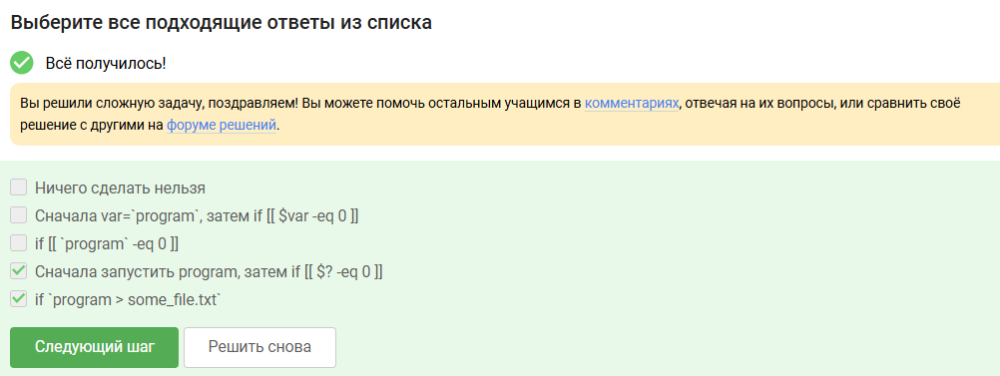 Выберите все подходящие ответы из списка
Всё получилось!
Вы решили сложную задачу, поздравляем! Вы можете помочь остальным учащимся в комментариях, отвечая на их вопросы, или сравнить своё
решение с другими на форуме решений.
Ничего сделать нельзя
Сначала var=`program`, затем if [[ $var -eq 0 ]]
if [[ `program` -eq 0 ]]
Сначала запустить program, затем if [[ $? -eq 0 ]]
if `program > some_file.txt`
Следующий шаг
Решить снова